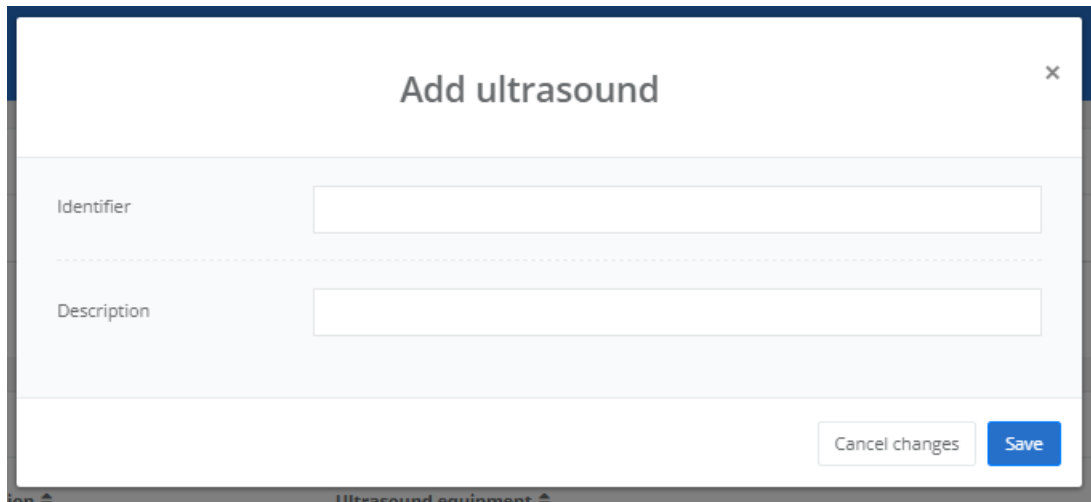 Add ultrasound
×
Identifier
Description
Cancel changes
Save
Ultrasound equipment